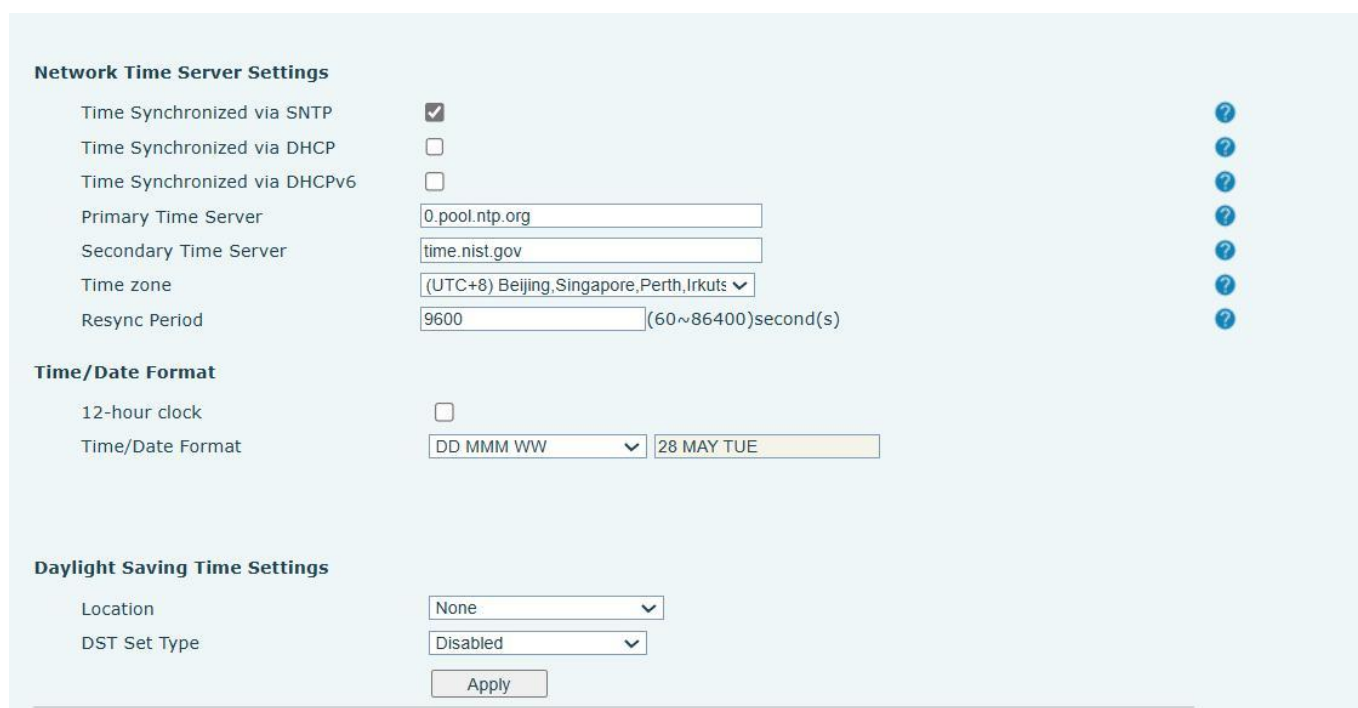 Network Time Server Settings
Time Synchronized via SNTP
Time Synchronized via DHCP
Time Synchronized via DHCPv6
Primary Time Server 0.pool.ntp.org
Secondary Time Server time.nist.gov
Time zone (UTC+8) Beijing,Singapore,Perth,Irkuts
Resync Period 9600 (60~86400)second(s)
Time/Date Format
12-hour clock
Time/Date Format DD MMM WW 28 MAY TUE
Daylight Saving Time Settings
Location None
DST Set Type Disabled
Apply